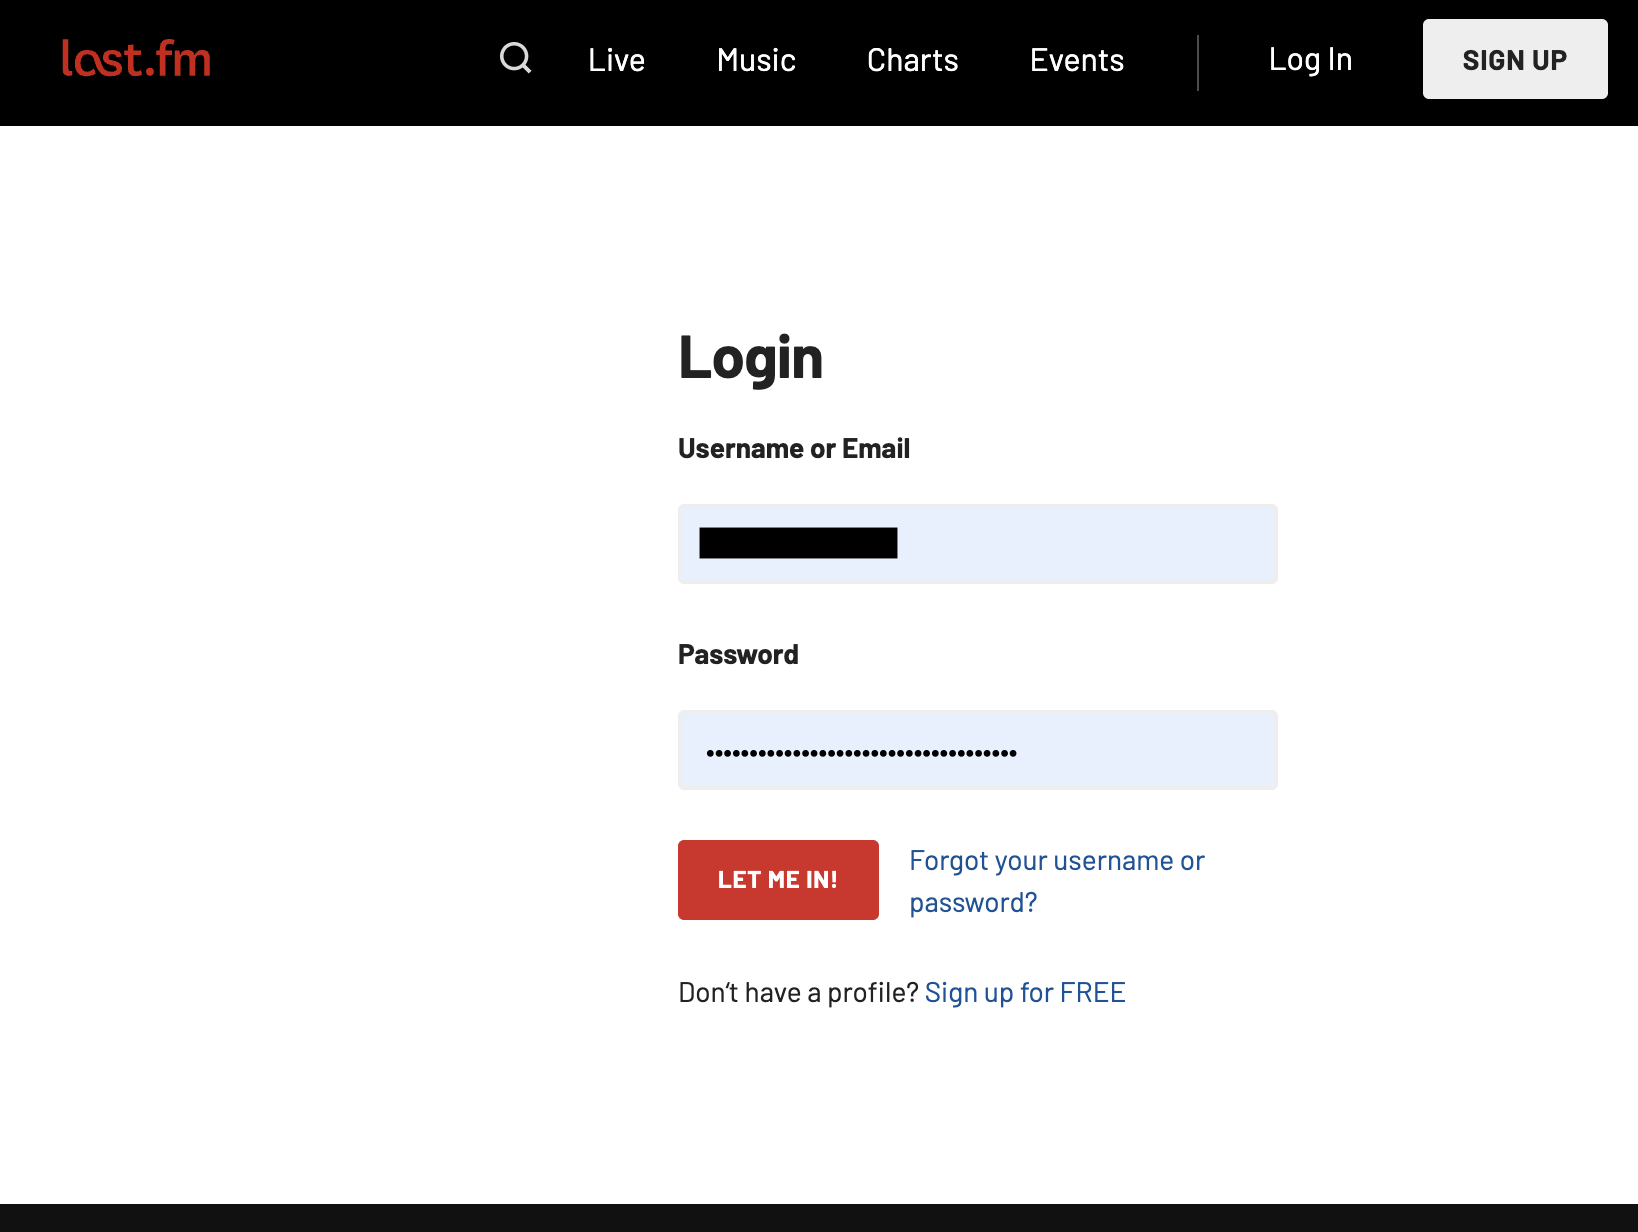 last.fm
Live Music Charts Events Log In SIGN UP
Login
Username or Email
Password
••••••••••••••••••••••••••••••••••••
LET ME IN!
Forgot your username or
password?
Don't have a profile? Sign up for FREE